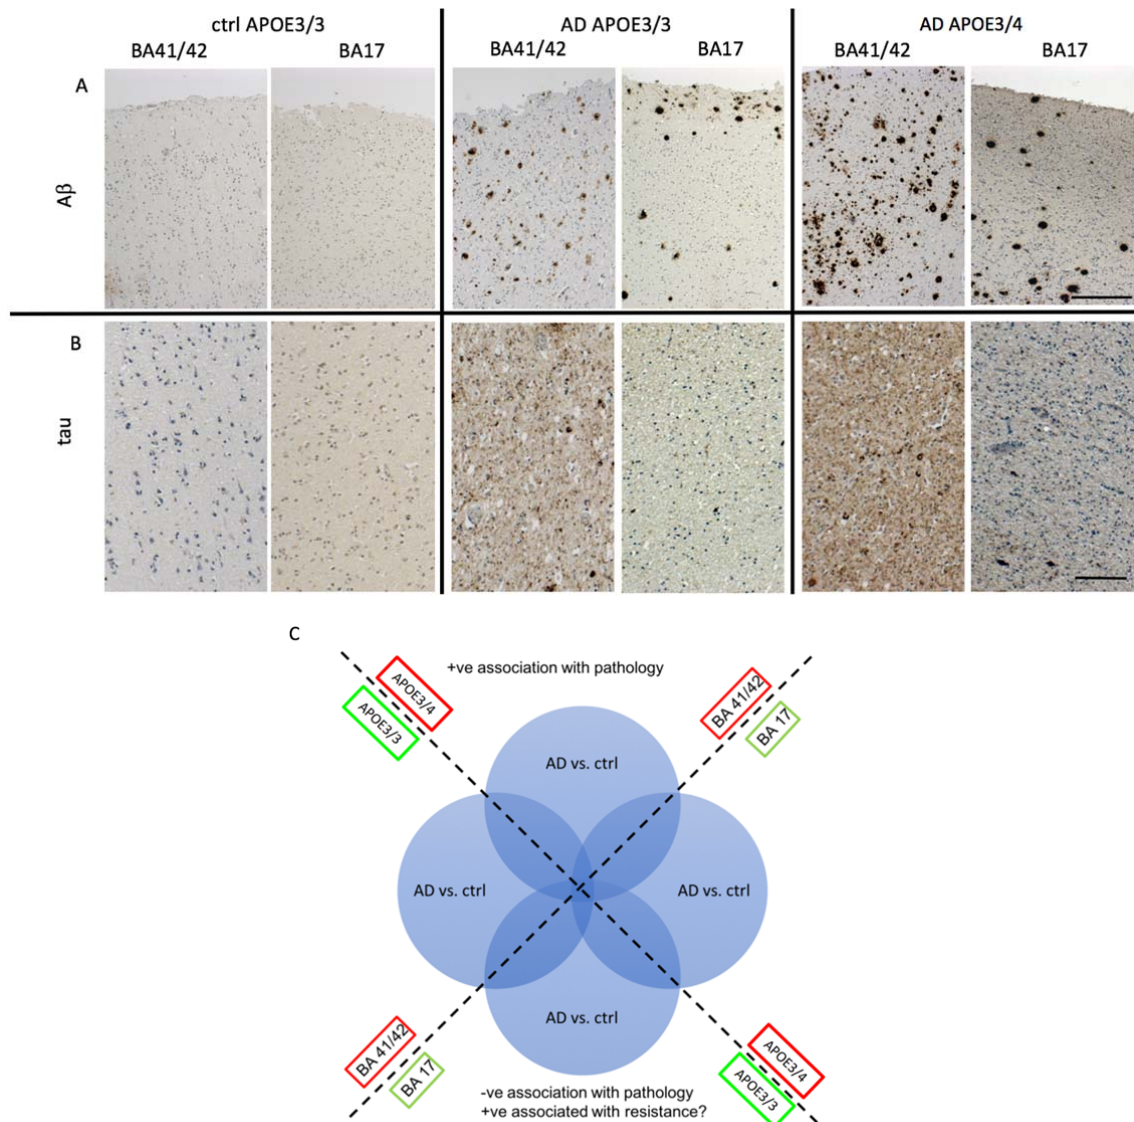 ctrl APOE3/3 AD APOE3/3 AD APOE3/4
BA41/42 BA17 BA41/42 BA17 BA41/42 BA17
A
Aβ
B
tau
C
+ve association with pathology
APOE3/4
APOE3/3
BA 41/42
BA 17
AD vs. ctrl
AD vs. ctrl AD vs. ctrl
AD vs. ctrl
BA 41/42
BA 17
APOE3/4
APOE3/3
-ve association with pathology
+ve associated with resistance?